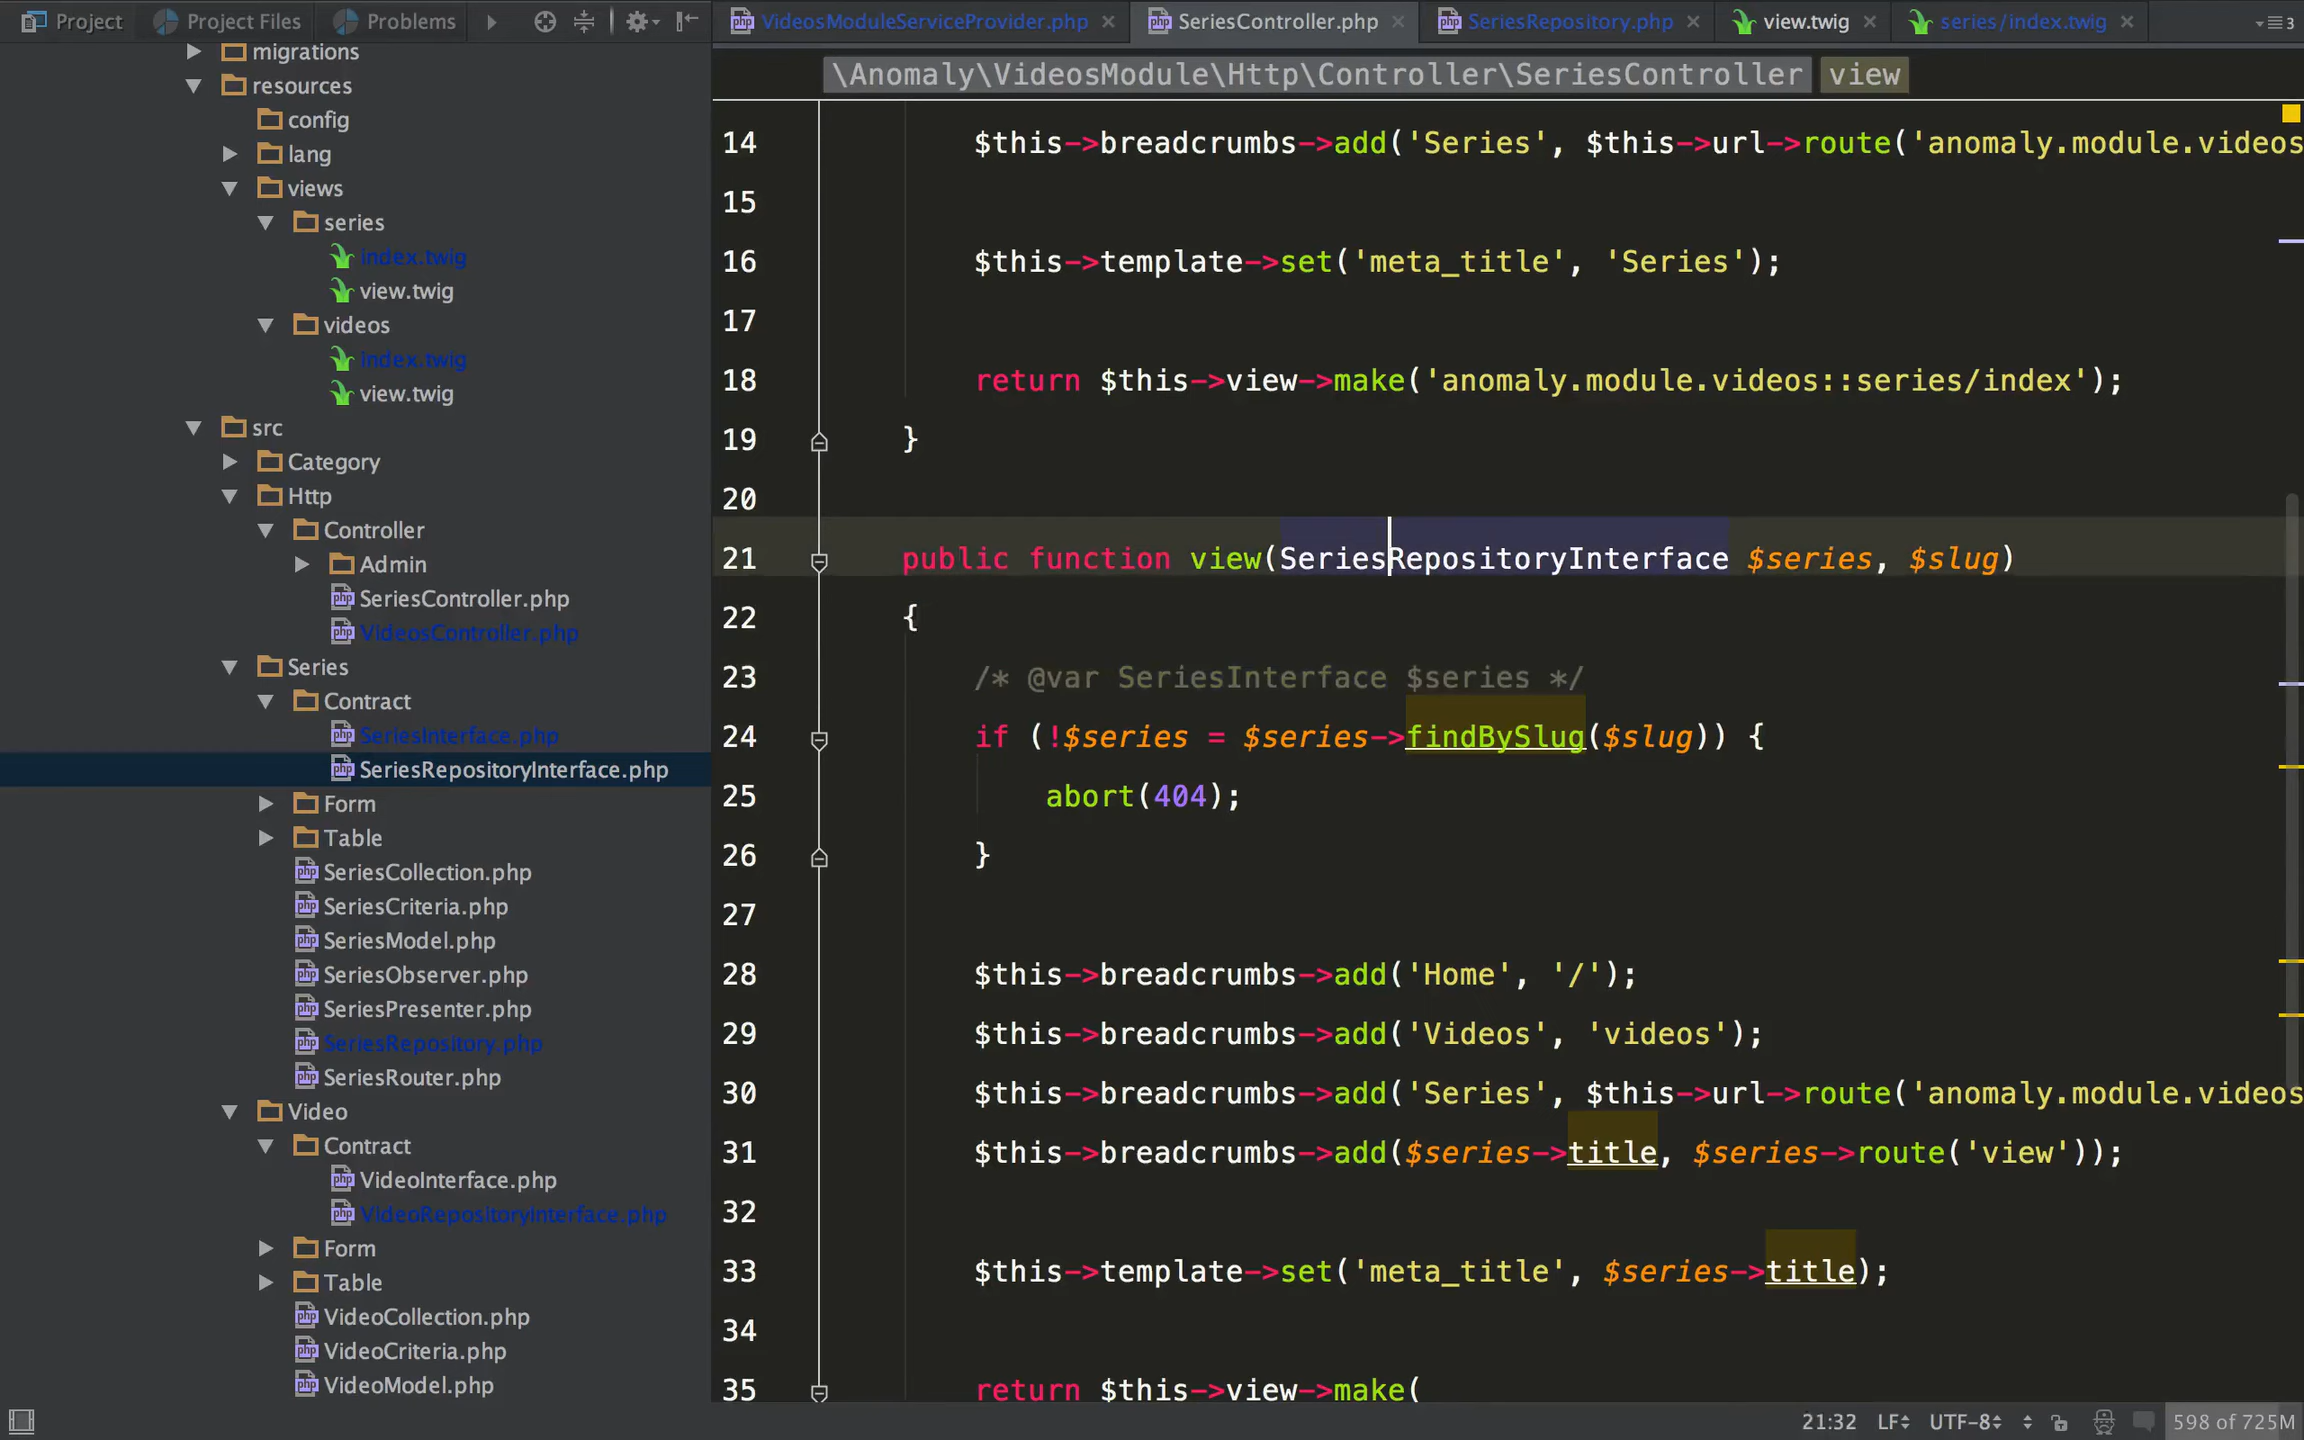 Project
Project Files
Problems
VideosModuleServiceProvider.php
SeriesController.php
SeriesRepository.php
view.twig
series/index.twig
3
migrations
resources
config
lang
views
series
index.twig
view.twig
videos
index.twig
view.twig
src
Category
Http
Controller
Admin
SeriesController.php
VideosController.php
Series
Contract
SeriesInterface.php
SeriesRepositoryInterface.php
Form
Table
SeriesCollection.php
SeriesCriteria.php
SeriesModel.php
SeriesObserver.php
SeriesPresenter.php
SeriesRepository.php
SeriesRouter.php
Video
Contract
VideoInterface.php
VideoRepositoryInterface.php
Form
Table
VideoCollection.php
VideoCriteria.php
VideoModel.php
\Anomaly\VideosModule\Http\Controller\SeriesController view
14 $this->breadcrumbs->add('Series', $this->url->route('anomaly.module.videos
15
16 $this->template->set('meta_title', 'Series');
17
18 return $this->view->make('anomaly.module.videos::series/index');
19 }
20
21 public function view(SeriesRepositoryInterface $series, $slug)
22 {
23 /* @var SeriesInterface $series */
24 if (!$series = $series->findBySlug($slug)) {
25 abort(404);
26 }
27
28 $this->breadcrumbs->add('Home', '/');
29 $this->breadcrumbs->add('Videos', 'videos');
30 $this->breadcrumbs->add('Series', $this->url->route('anomaly.module.videos
31 $this->breadcrumbs->add($series->title, $series->route('view'));
32
33 $this->template->set('meta_title', $series->title);
34
35 return $this->view->make(
21:32 LF UTF-8 598 of 725M